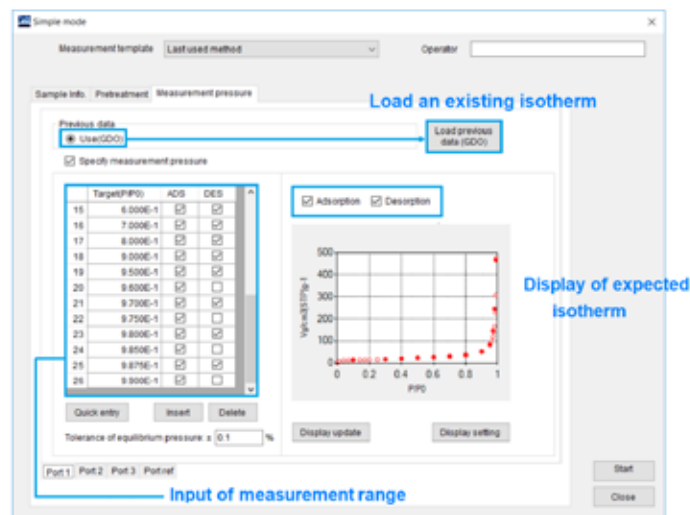 Simple mode
Measurement template Last used method Operator
Sample Info. Pretreatment Measurement pressure
Load an existing isotherm
Previous data
Use(GDO)
Load previous
data (GDO)
Specify measurement pressure
Target(P/P0) ADS DES
15 6.000E-1
16 7.000E-1
17 8.000E-1
18 9.000E-1
19 9.500E-1
20 9.600E-1
21 9.700E-1
22 9.750E-1
23 9.800E-1
24 9.850E-1
25 9.875E-1
26 9.900E-1
Adsorption Desorption
500
400
300
200
100
0
Vg/cm3(STP)g-1
0 0.2 0.4 0.6 0.8 1
P/P0
Display of expected
isotherm
Quick entry Insert Delete
Tolerance of equilibrium pressure: ± 0.1 %
Display update Display setting
Port 1 Port 2 Port 3 Port ref
Input of measurement range
Start
Close